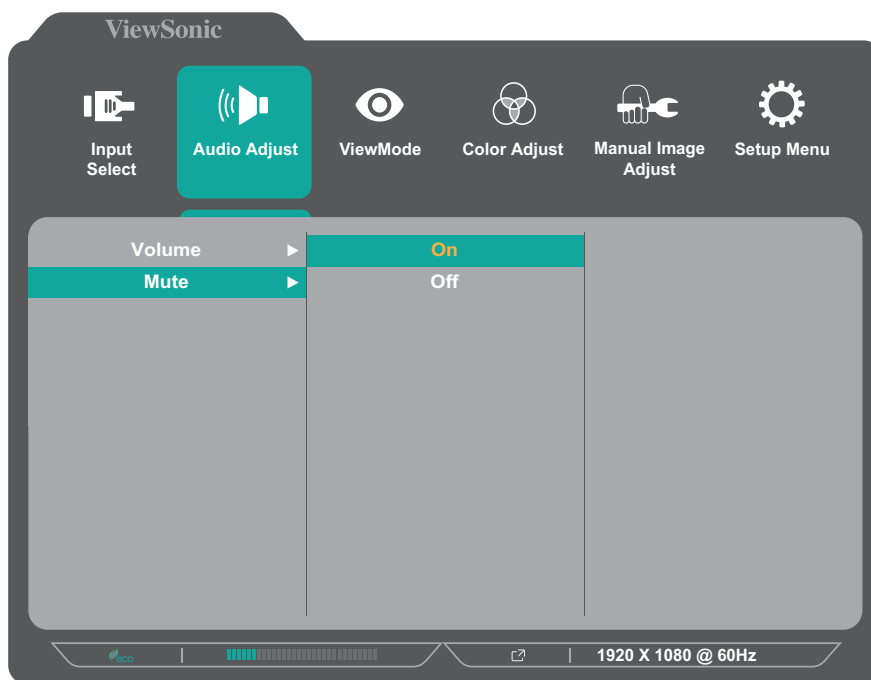 ViewSonic
Input
Select
Audio Adjust
ViewMode
Color Adjust
Manual Image
Adjust
Setup Menu
Volume
On
Mute
Off
eco
1920 X 1080 @ 60Hz